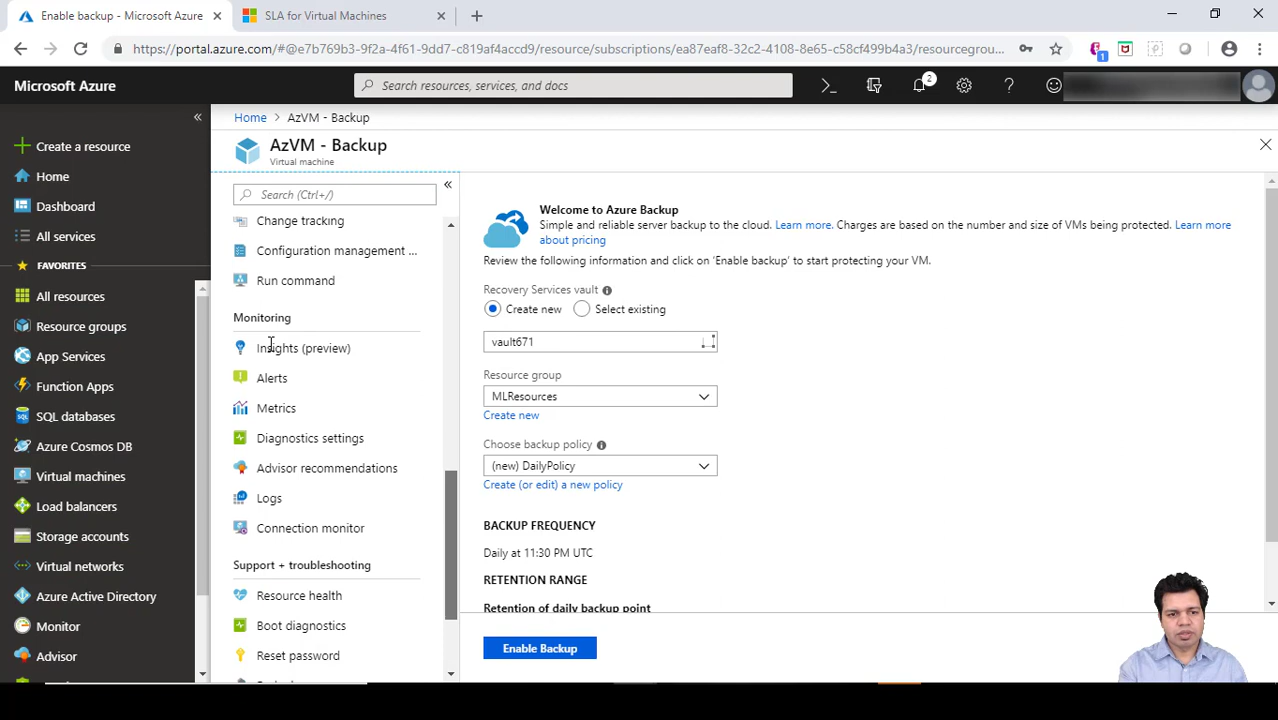 Enable backup - Microsoft Azure
SLA for Virtual Machines
https://portal.azure.com/#@e7b769b3-9f2a-4f61-9dd7-c819af4accd9/resource/subscriptions/ea87eaf8-32c2-4108-8e65-c58cf499b4a3/resourcegrou...
1
Microsoft Azure
Search resources, services, and docs
2
Create a resource
Home
Dashboard
All services
FAVORITES
All resources
Resource groups
App Services
Function Apps
SQL databases
Azure Cosmos DB
Virtual machines
Load balancers
Storage accounts
Virtual networks
Azure Active Directory
Monitor
Advisor
Home > AzVM - Backup
AzVM - Backup
Virtual machine
Search (Ctrl+/)
Change tracking
Configuration management ...
Run command
Monitoring
Insights (preview)
Alerts
Metrics
Diagnostics settings
Advisor recommendations
Logs
Connection monitor
Support + troubleshooting
Resource health
Boot diagnostics
Reset password
Welcome to Azure Backup
Simple and reliable server backup to the cloud. Learn more. Charges are based on the number and size of VMs being protected. Learn more
about pricing
Review the following information and click on 'Enable backup' to start protecting your VM.
Recovery Services vault
Create new Select existing
vault671
Resource group
MLResources
Create new
Choose backup policy
(new) DailyPolicy
Create (or edit) a new policy
BACKUP FREQUENCY
Daily at 11:30 PM UTC
RETENTION RANGE
Retention of daily backup point
Enable Backup